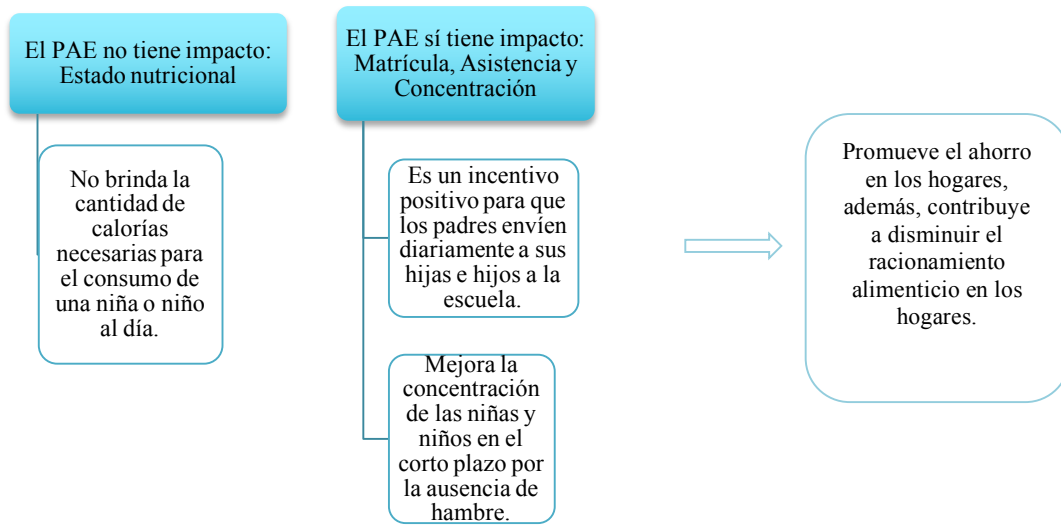 El PAE no tiene impacto:
Estado nutricional
No brinda la
cantidad de
calorías
necesarias para
el consumo de
una niña o niño
al día.
El PAE sí tiene impacto:
Matrícula, Asistencia y
Concentración
Es un incentivo
positivo para que
los padres envíen
diariamente a sus
hijas e hijos a la
escuela.
Mejora la
concentración
de las niñas y
niños en el
corto plazo por
la ausencia de
hambre.
Promueve el ahorro
en los hogares,
además, contribuye
a disminuir el
racionamiento
alimenticio en los
hogares.